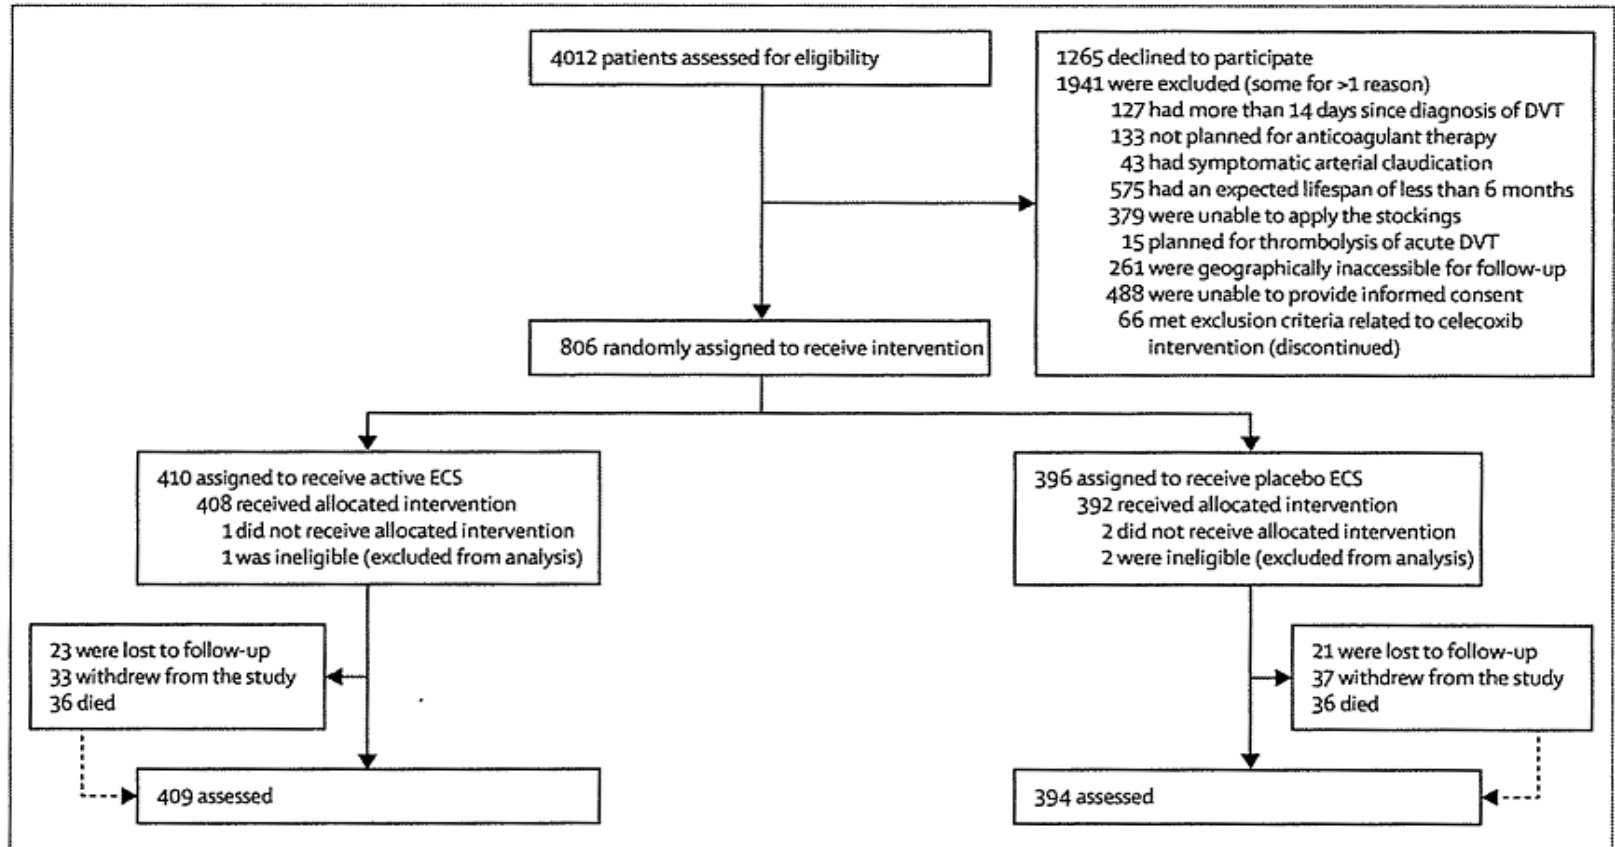 4012 patients assessed for eligibility
1265 declined to participate
1941 were excluded (some for >1 reason)
127 had more than 14 days since diagnosis of DVT
133 not planned for anticoagulant therapy
43 had symptomatic arterial claudication
575 had an expected lifespan of less than 6 months
379 were unable to apply the stockings
15 planned for thrombolysis of acute DVT
261 were geographically inaccessible for follow-up
488 were unable to provide informed consent
66 met exclusion criteria related to celecoxib
intervention (discontinued)
806 randomly assigned to receive intervention
410 assigned to receive active ECS
408 received allocated intervention
1 did not receive allocated intervention
1 was ineligible (excluded from analysis)
396 assigned to receive placebo ECS
392 received allocated intervention
2 did not receive allocated intervention
2 were ineligible (excluded from analysis)
23 were lost to follow-up
33 withdrew from the study
36 died
21 were lost to follow-up
37 withdrew from the study
36 died
409 assessed
394 assessed